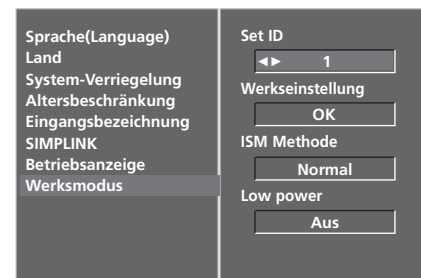 Sprache(Language)
Land
System-Verriegelung
Altersbeschränkung
Eingangsbezeichnung
SIMPLINK
Betriebsanzeige
Werksmodus
Set ID
◄► 1
Werkseinstellung
OK
ISM Methode
Normal
Low power
Aus